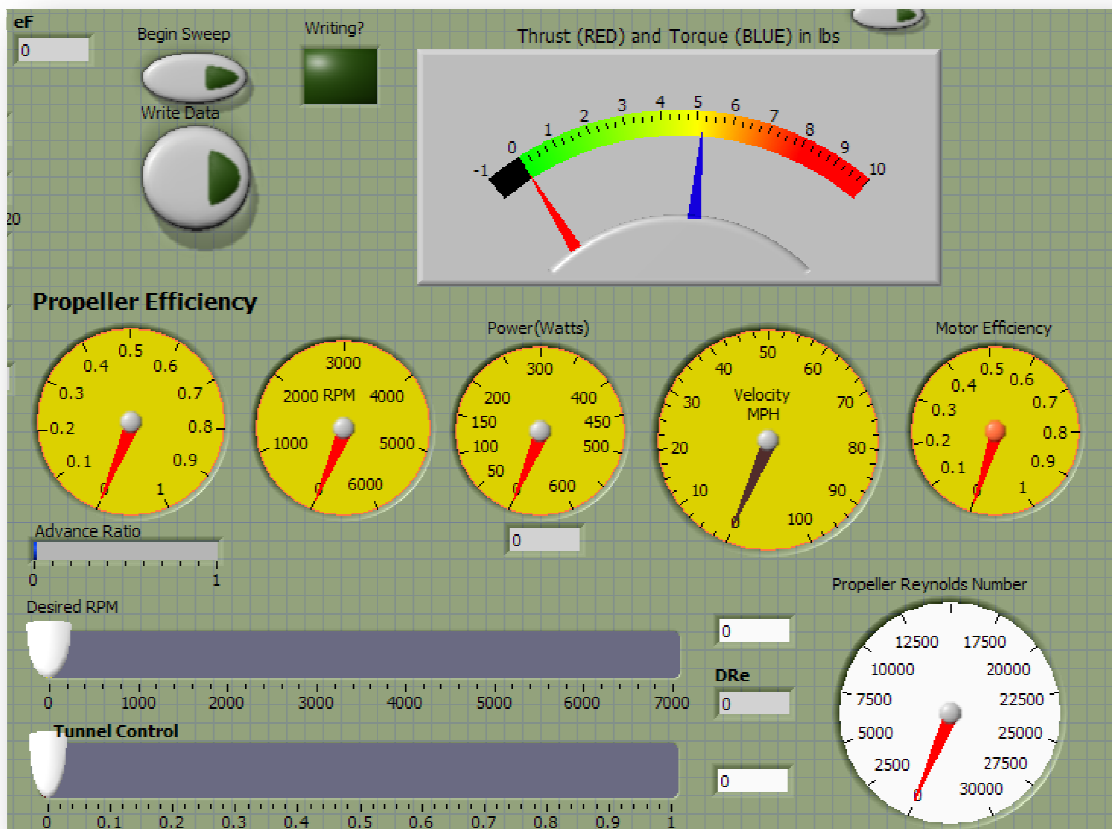 eF
0
Begin Sweep
Writing?
Write Data
20
Thrust (RED) and Torque (BLUE) in lbs
-1 0 1 2 3 4 5 6 7 8 9 10
Propeller Efficiency
0 0.1 0.2 0.3 0.4 0.5 0.6 0.7 0.8 0.9 1
RPM
0 1000 2000 3000 4000 5000 6000
Power(Watts)
0 50 100 150 200 300 400 450 500 600
0
Velocity
MPH
0 10 20 30 40 50 60 70 80 90 100
Motor Efficiency
0 0.1 0.2 0.3 0.4 0.5 0.6 0.7 0.8 0.9 1
Advance Ratio
0 1
Desired RPM
0 1000 2000 3000 4000 5000 6000 7000
Tunnel Control
0 0.1 0.2 0.3 0.4 0.5 0.6 0.7 0.8 0.9 1
0
DRe
0
0
Propeller Reynolds Number
0 2500 5000 7500 10000 12500 17500 20000 22500 25000 27500 30000